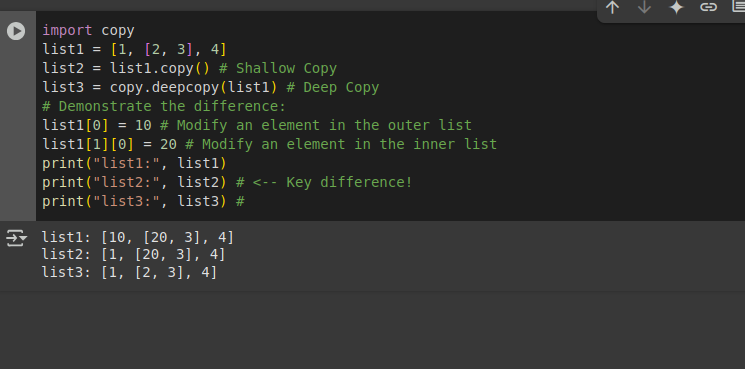 import copy
list1 = [1, [2, 3], 4]
list2 = list1.copy() # Shallow Copy
list3 = copy.deepcopy(list1) # Deep Copy
# Demonstrate the difference:
list1[0] = 10 # Modify an element in the outer list
list1[1][0] = 20 # Modify an element in the inner list
print("list1:", list1)
print("list2:", list2) # <-- Key difference!
print("list3:", list3) #
list1: [10, [20, 3], 4]
list2: [1, [20, 3], 4]
list3: [1, [2, 3], 4]